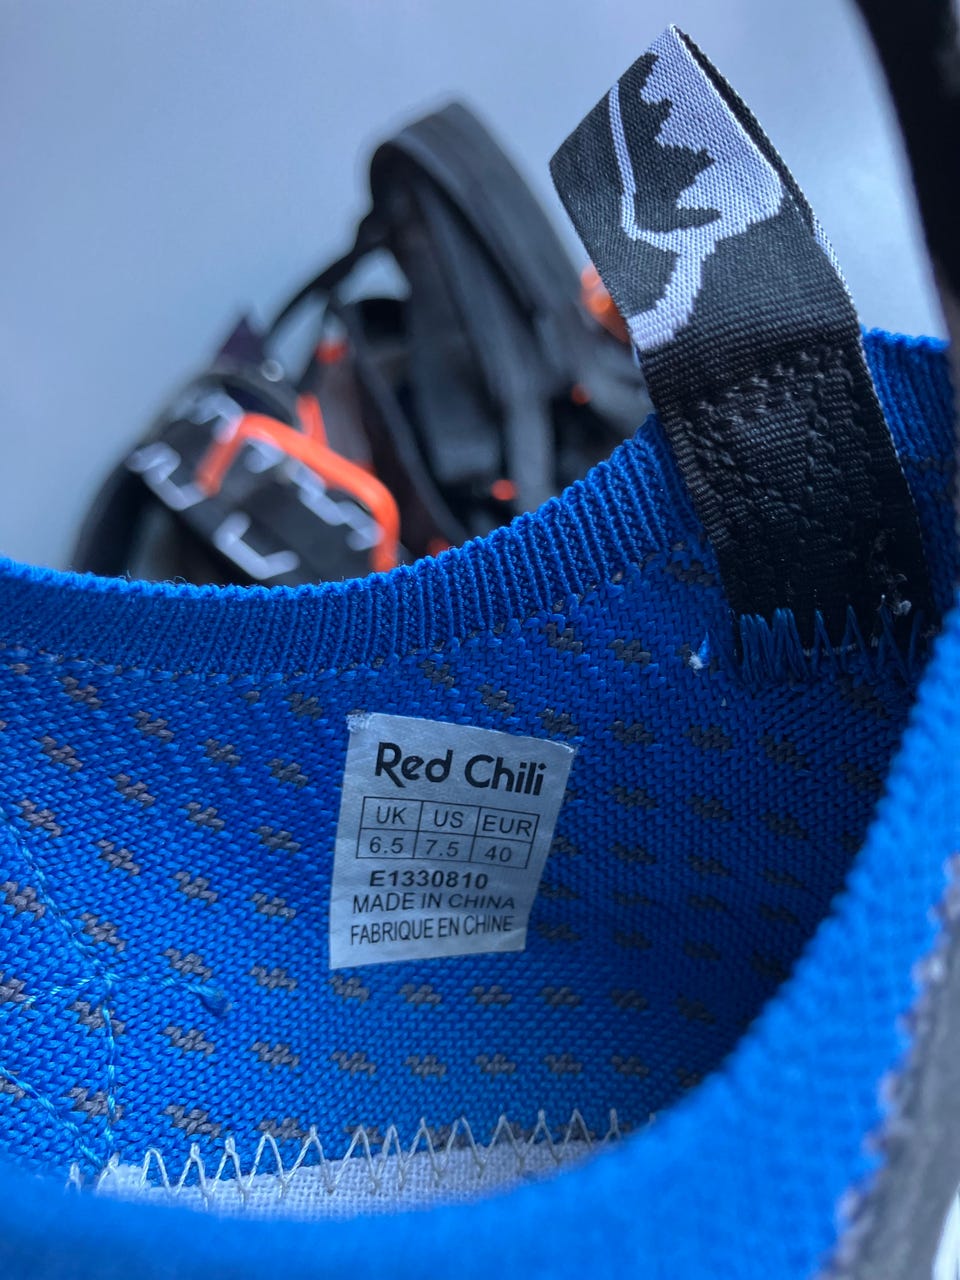 Red Chili
UK US EUR
6.5 7.5 40
E1330810
MADE IN CHINA
FABRIQUE EN CHINE